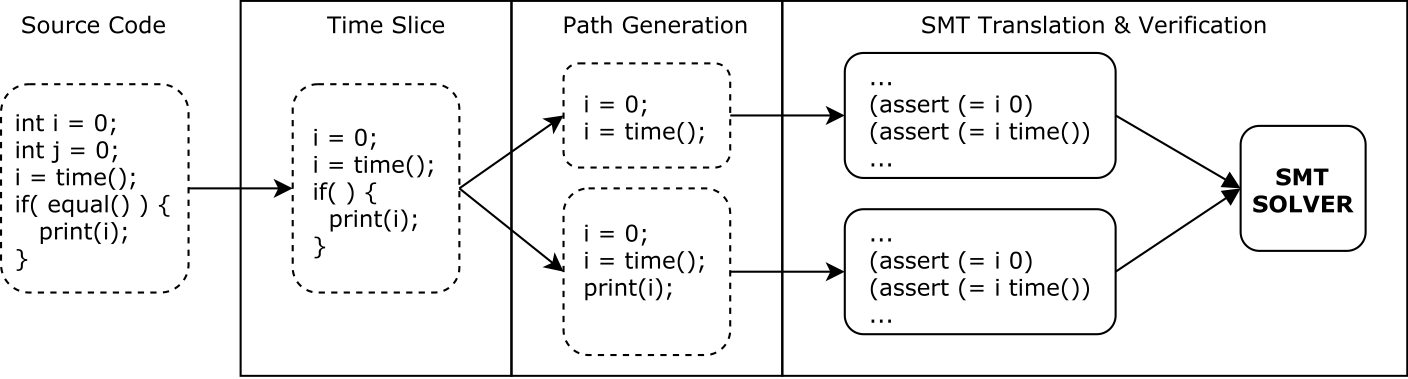 Source Code
int i = 0;
int j = 0;
i = time();
if( equal() ) {
print(i);
}
Time Slice
i = 0;
i = time();
if( ) {
print(i);
}
Path Generation
i = 0;
i = time();
i = 0;
i = time();
print(i);
SMT Translation & Verification
...
(assert (= i 0)
(assert (= i time())
...
...
(assert (= i 0)
(assert (= i time())
...
SMT
SOLVER